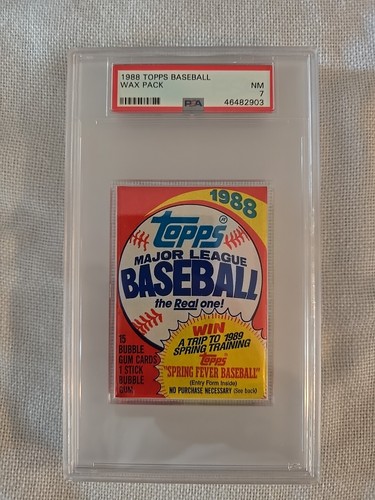 1988 TOPPS BASEBALL
WAX PACK
NM
7
PSA
46482903
1988
Topps®
MAJOR LEAGUE
BASEBALL
the Real one!
15
BUBBLE
GUM CARDS
1 STICK
BUBBLE
GUM
WIN
A TRIP TO 1989
SPRING TRAINING
Topps
"SPRING FEVER BASEBALL"
(Entry Form Inside)
NO PURCHASE NECESSARY (See back)